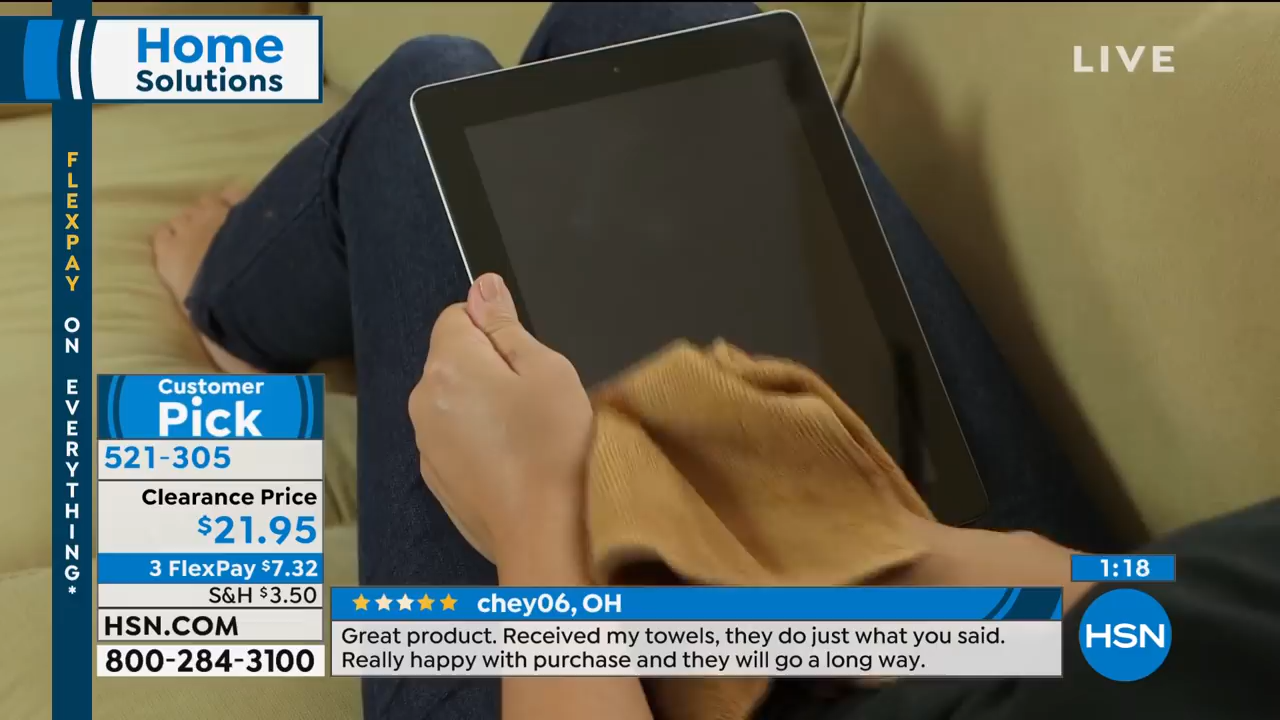 Home
Solutions
LIVE
FLEXPAY ON EVERYTHING*
Customer
Pick
521-305
Clearance Price
$21.95
3 FlexPay $7.32
S&H $3.50
HSN.COM
800-284-3100
chey06, OH
Great product. Received my towels, they do just what you said.
Really happy with purchase and they will go a long way.
1:18
HSN